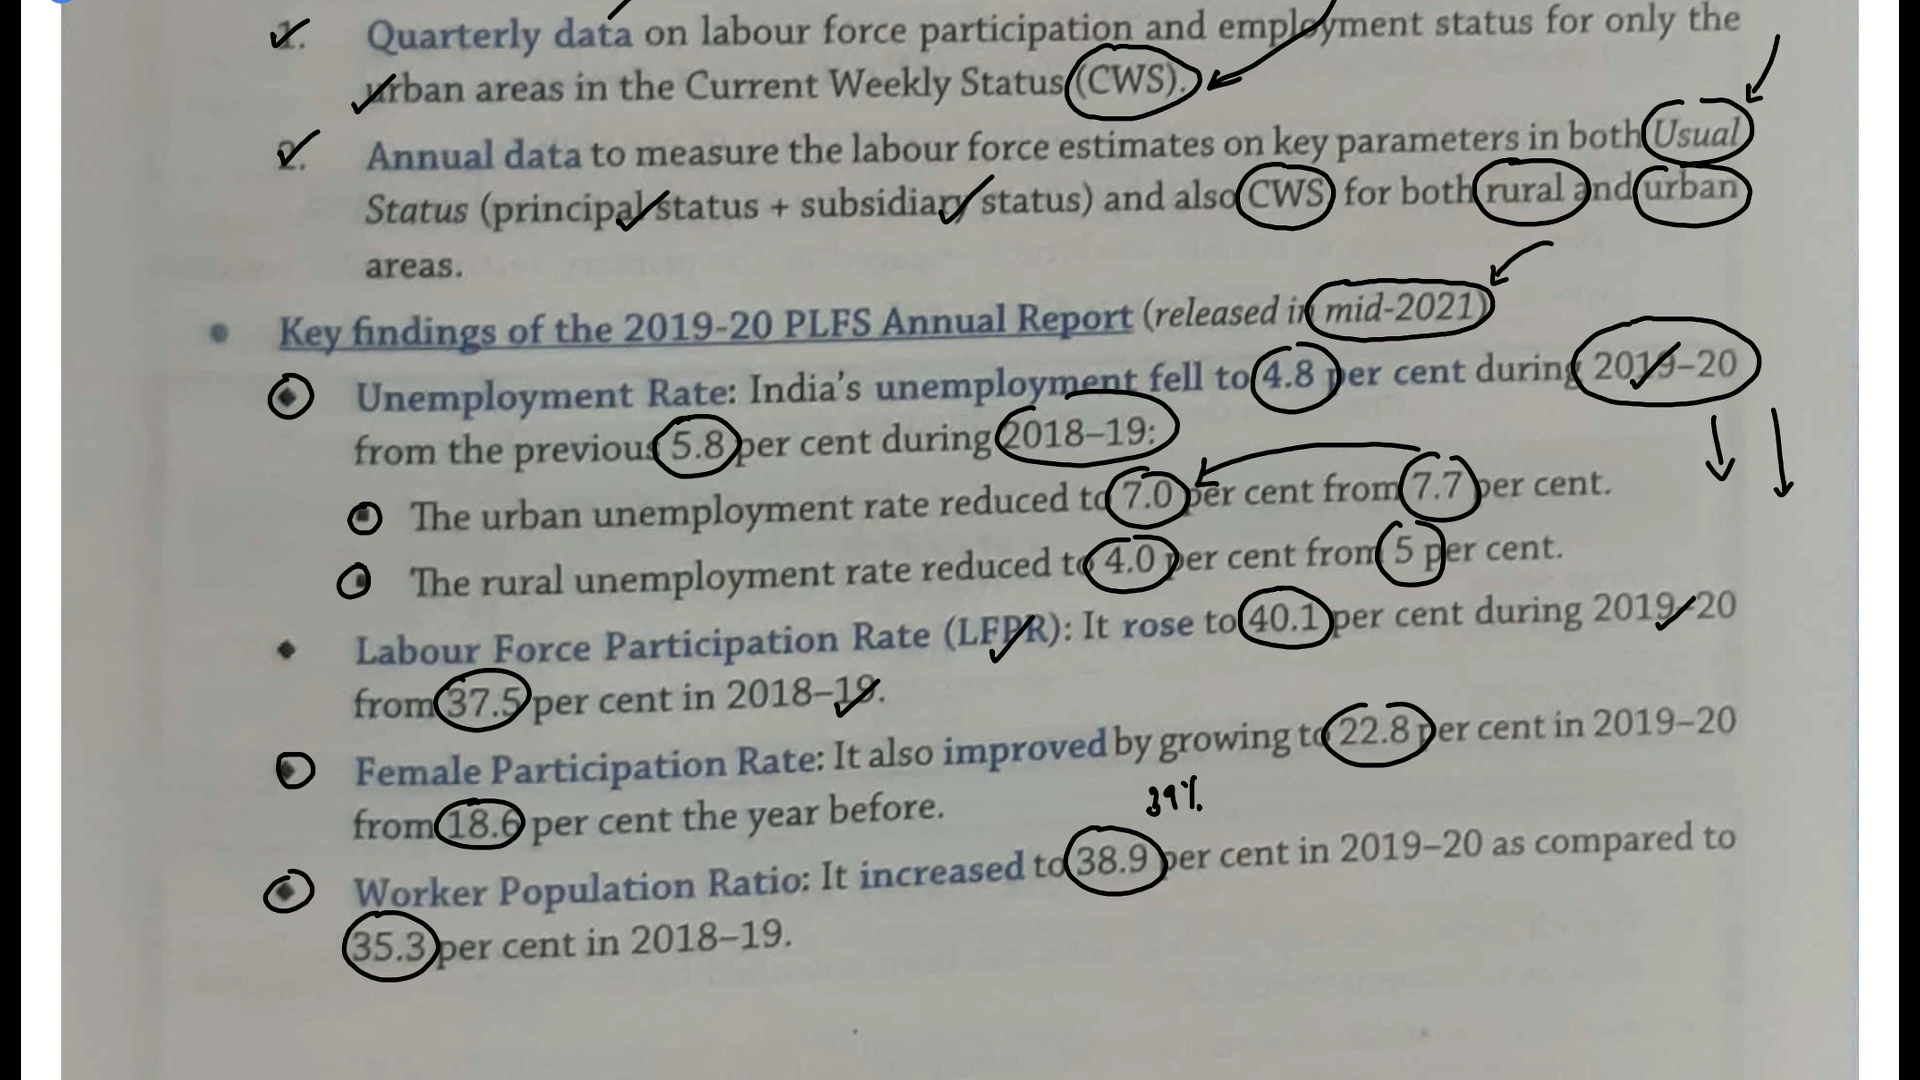 1. Quarterly data on labour force participation and employment status for only the
urban areas in the Current Weekly Status (CWS).
2. Annual data to measure the labour force estimates on key parameters in both Usual
Status (principal status + subsidiary status) and also CWS for both rural and urban
areas.
Key findings of the 2019-20 PLFS Annual Report (released in mid-2021)
Unemployment Rate: India's unemployment fell to 4.8 per cent during 2019–20
from the previous 5.8 per cent during 2018–19:
The urban unemployment rate reduced to 7.0 per cent from 7.7 per cent.
The rural unemployment rate reduced to 4.0 per cent from 5 per cent.
Labour Force Participation Rate (LFPR): It rose to 40.1 per cent during 2019–20
from 37.5 per cent in 2018–19.
Female Participation Rate: It also improved by growing to 22.8 per cent in 2019–20
from 18.6 per cent the year before.
39%
Worker Population Ratio: It increased to 38.9 per cent in 2019–20 as compared to
35.3 per cent in 2018–19.